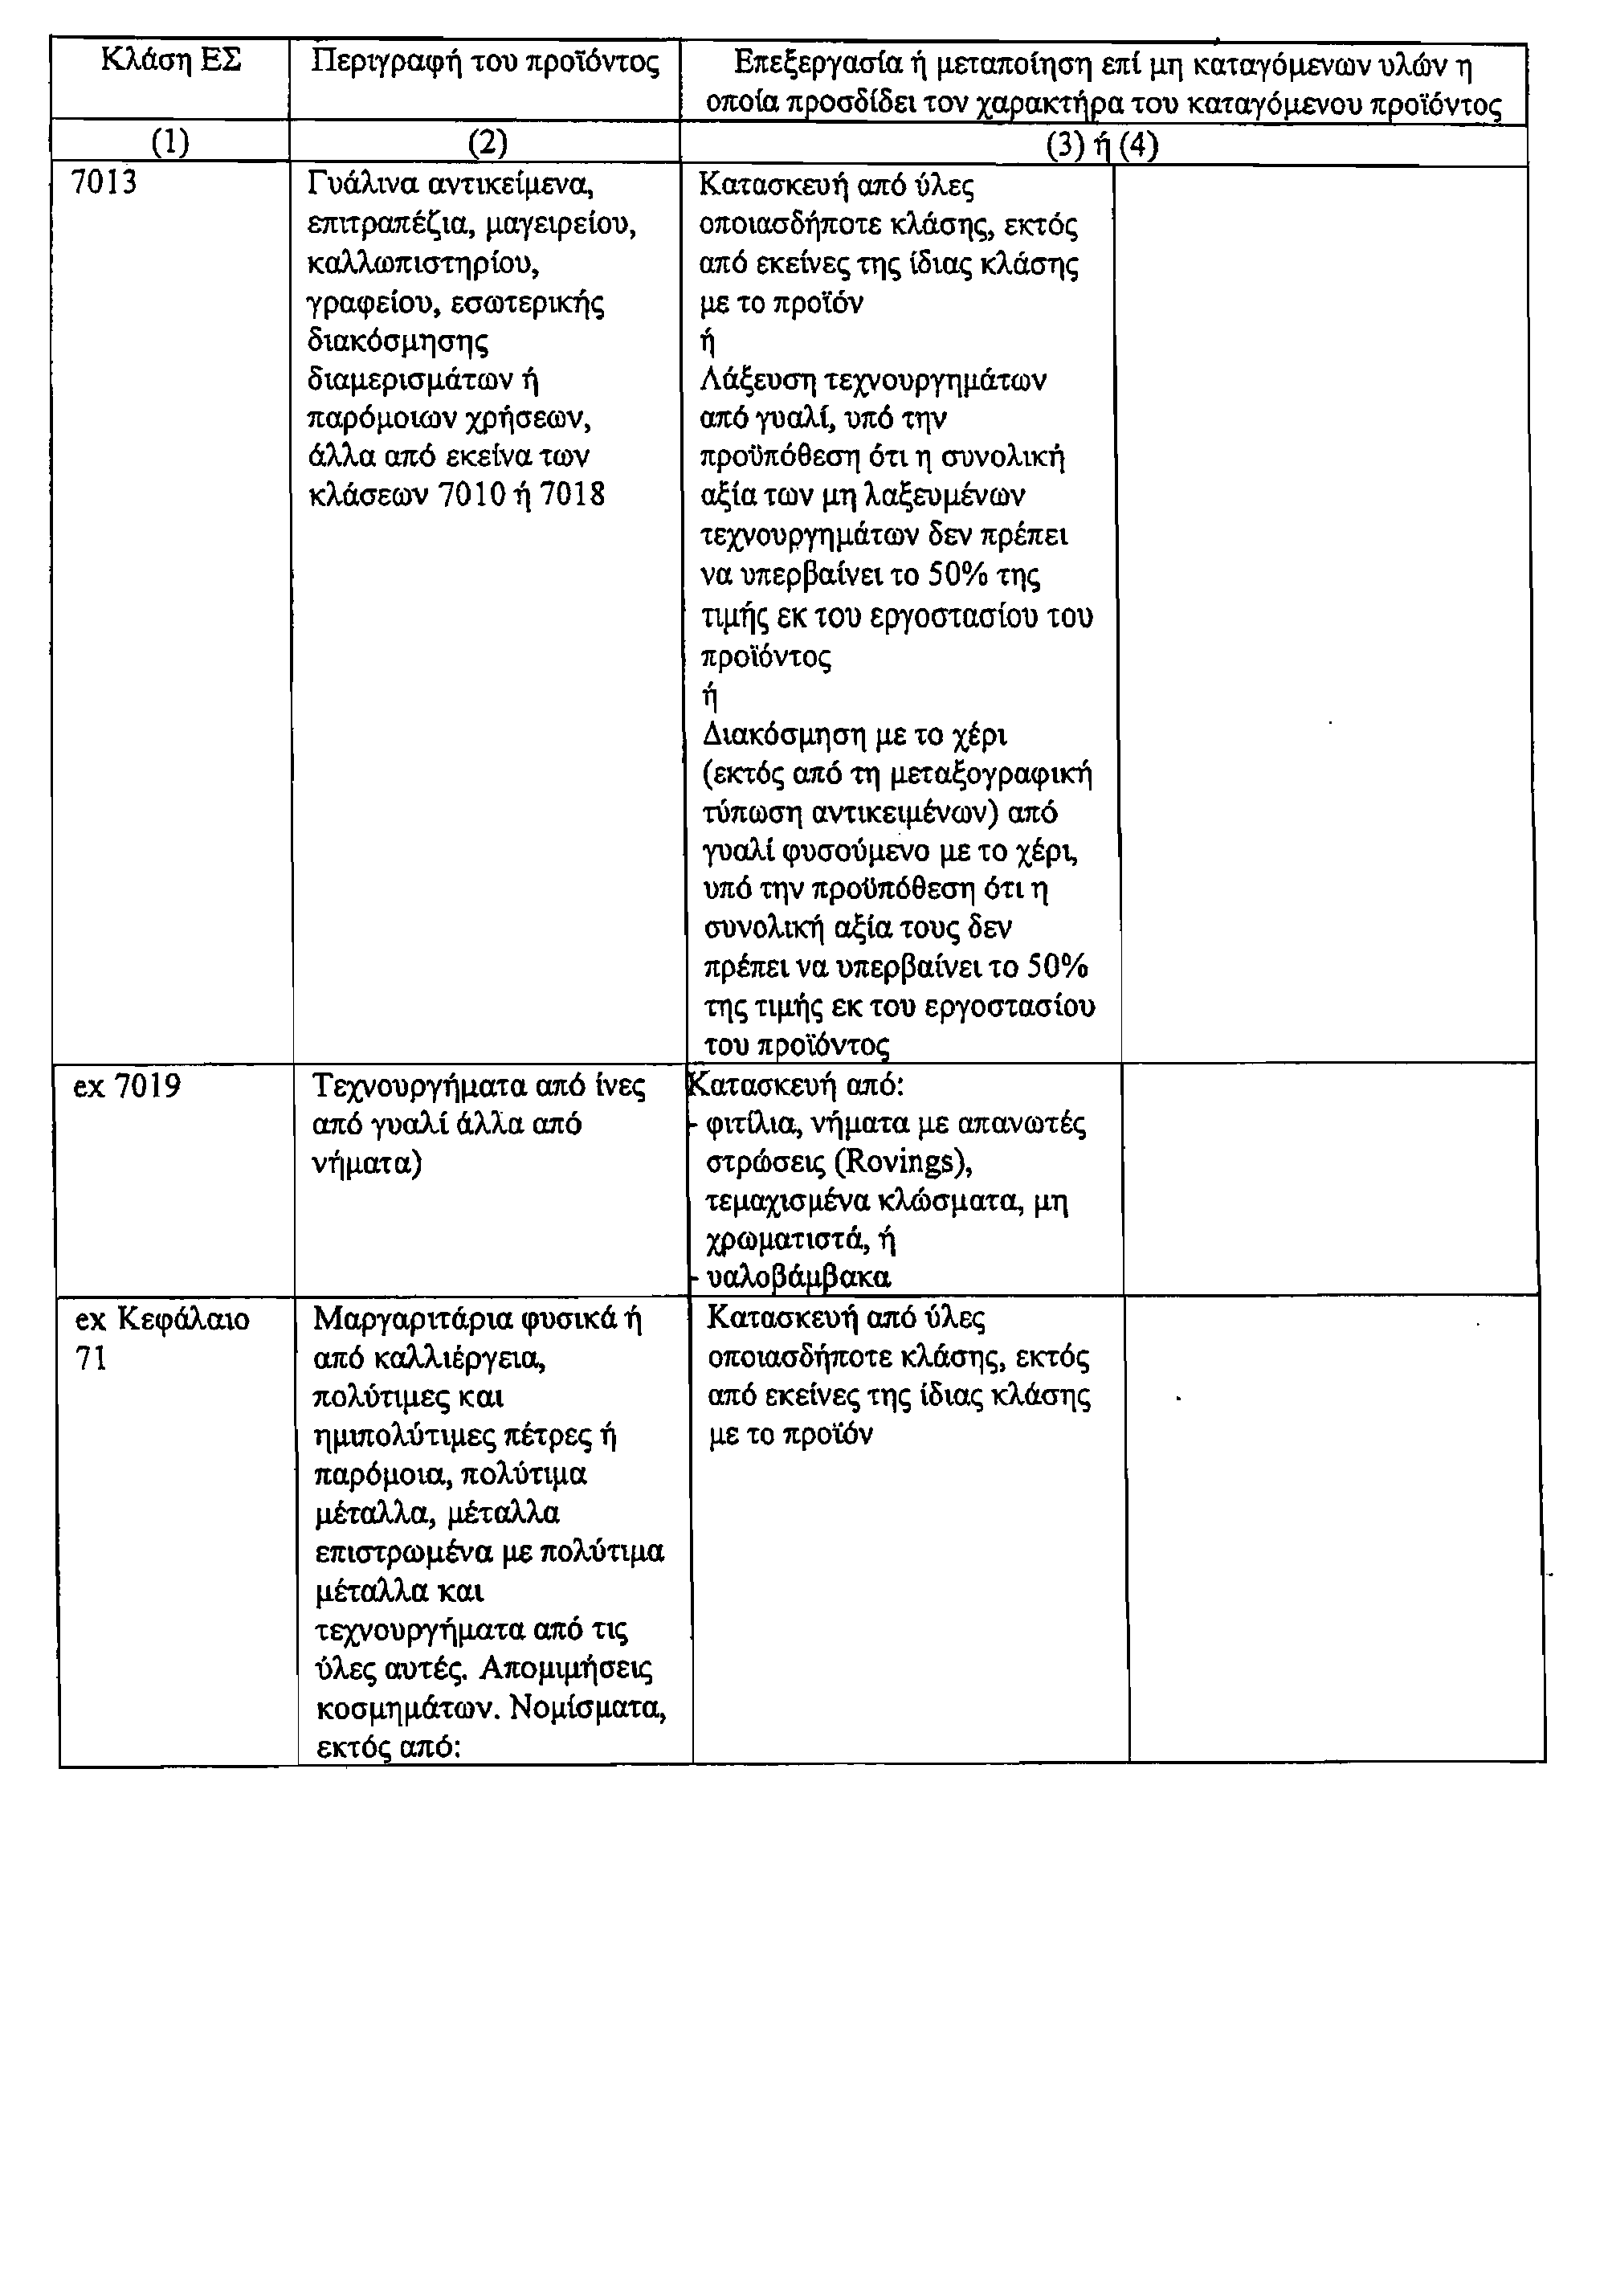 Κλάση ΕΣ
Περιγραφή του προϊόντος
Επεξεργασία ή μεταποίηση επί μη καταγόμενων υλών η
οποία προσδίδει τον χαρακτήρα του καταγόμενου προϊόντος
(1)
(2)
(3) ή (4)
7013
Γυάλινα αντικείμενα,
επιτραπέζια, μαγειρείου,
καλλωπιστηρίου,
γραφείου, εσωτερικής
διακόσμησης
διαμερισμάτων ή
παρόμοιων χρήσεων,
άλλα από εκείνα των
κλάσεων 7010 ή 7018
Κατασκευή από ύλες
οποιασδήποτε κλάσης, εκτός
από εκείνες της ίδιας κλάσης
με το προϊόν
ή
Λάξευση τεχνουργημάτων
από γυαλί, υπό την
προϋπόθεση ότι η συνολική
αξία των μη λαξευμένων
τεχνουργημάτων δεν πρέπει
να υπερβαίνει το 50% της
τιμής εκ του εργοστασίου του
προϊόντος
ή
Διακόσμηση με το χέρι
(εκτός από τη μεταξογραφική
τύπωση αντικειμένων) από
γυαλί φυσούμενο με το χέρι,
υπό την προϋπόθεση ότι η
συνολική αξία τους δεν
πρέπει να υπερβαίνει το 50%
της τιμής εκ του εργοστασίου
του προϊόντος
ex 7019
Τεχνουργήματα από ίνες
από γυαλί άλλα από
νήματα)
Κατασκευή από:
- φιτίλια, νήματα με απανωτές
στρώσεις (Rovings),
τεμαχισμένα κλώσματα, μη
χρωματιστά, ή
- υαλοβάμβακα
ex Κεφάλαιο
71
Μαργαριτάρια φυσικά ή
από καλλιέργεια,
πολύτιμες και
ημιπολύτιμες πέτρες ή
παρόμοια, πολύτιμα
μέταλλα, μέταλλα
επιστρωμένα με πολύτιμα
μέταλλα και
τεχνουργήματα από τις
ύλες αυτές. Απομιμήσεις
κοσμημάτων. Νομίσματα,
εκτός από:
Κατασκευή από ύλες
οποιασδήποτε κλάσης, εκτός
από εκείνες της ίδιας κλάσης
με το προϊόν